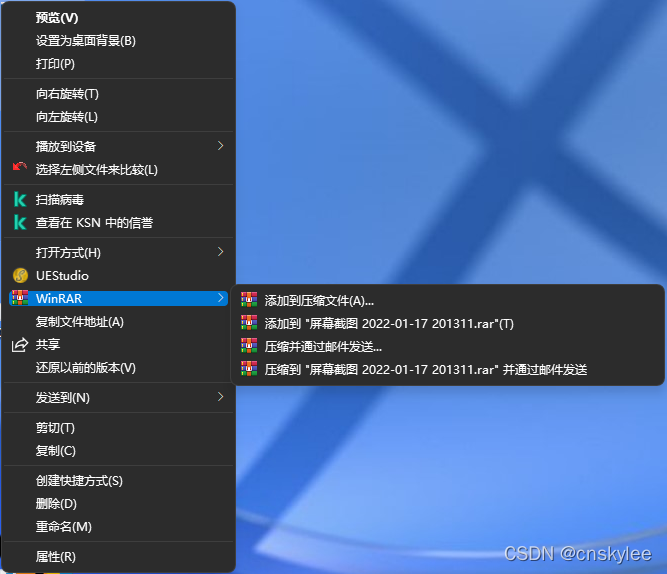 预览(V)
设置为桌面背景(B)
打印(P)
向右旋转(T)
向左旋转(L)
播放到设备
选择左侧文件来比较(L)
扫描病毒
查看在 KSN 中的信誉
打开方式(H)
UEStudio
WinRAR
复制文件地址(A)
共享
还原以前的版本(V)
发送到(N)
剪切(T)
复制(C)
创建快捷方式(S)
删除(D)
重命名(M)
属性(R)
添加到压缩文件(A)...
添加到 "屏幕截图 2022-01-17 201311.rar"(T)
压缩并通过邮件发送...
压缩到 "屏幕截图 2022-01-17 201311.rar" 并通过邮件发送
CSDN @cnskylee